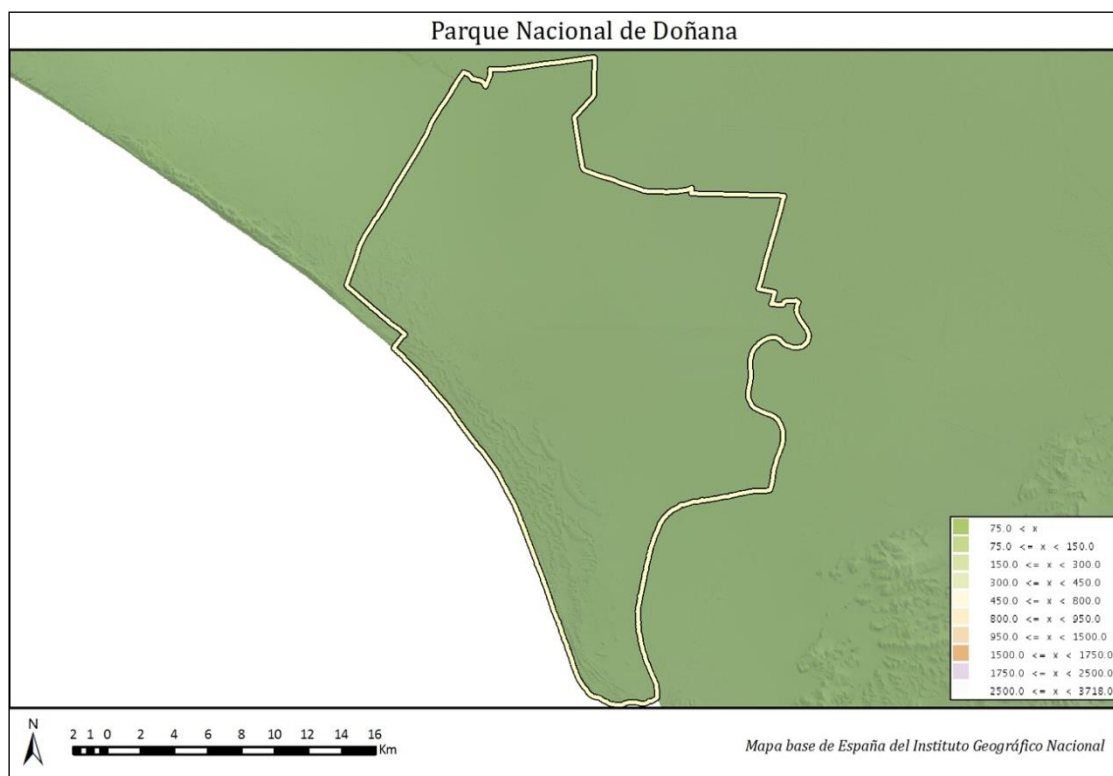 Parque Nacional de Doñana
75.0 < x
75.0 <= x < 150.0
150.0 <= x < 300.0
300.0 <= x < 450.0
450.0 <= x < 800.0
800.0 <= x < 950.0
950.0 <= x < 1500.0
1500.0 <= x < 1750.0
1750.0 <= x < 2500.0
2500.0 <= x < 3718.0
N
2 1 0 2 4 6 8 10 12 14 16
Km
Mapa base de España del Instituto Geográfico Nacional